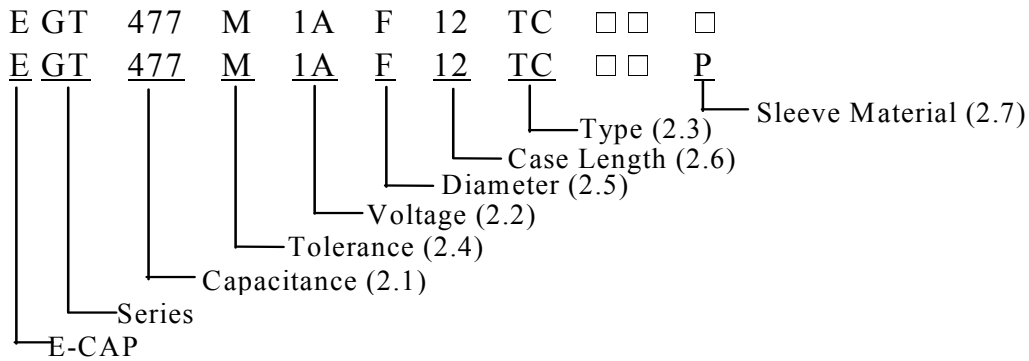 E GT 477 M 1A F 12 TC □□ □
E GT 477 M 1A F 12 TC □□ P
Sleeve Material (2.7)
Type (2.3)
Case Length (2.6)
Diameter (2.5)
Voltage (2.2)
Tolerance (2.4)
Capacitance (2.1)
Series
E-CAP